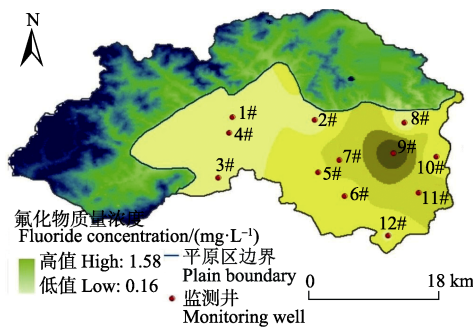 N
1#
2#
8#
4#
7#
9#
10#
3#
5#
6#
11#
12#
氟化物质量浓度
Fluoride concentration/(mg·L⁻¹)
高值 High: 1.58
低值 Low: 0.16
平原区边界
Plain boundary
监测井
Monitoring well
0 18 km